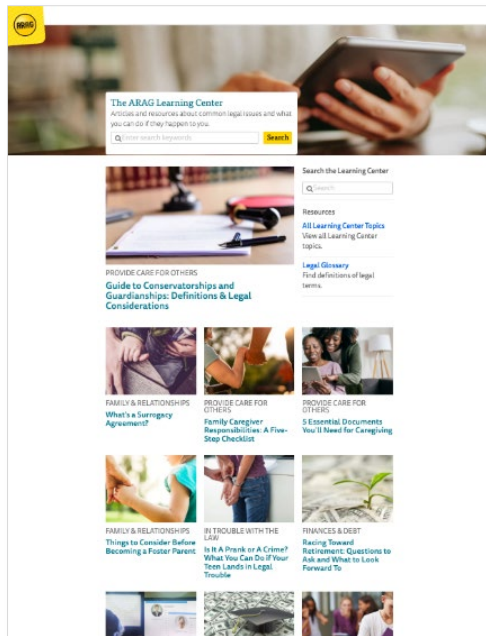 ARAG
The ARAG Learning Center
Articles and resources about common legal issues and what
you can do if they happen to you.
Enter search keywords
Search
Search the Learning Center
Search
Resources
All Learning Center Topics
View all Learning Center
topics.
Legal Glossary
Find definitions of legal
terms.
PROVIDE CARE FOR OTHERS
Guide to Conservatorships and
Guardianships: Definitions & Legal
Considerations
FAMILY & RELATIONSHIPS
What's a Surrogacy
Agreement?
PROVIDE CARE FOR
OTHERS
Family Caregiver
Responsibilities: A Five-
Step Checklist
PROVIDE CARE FOR
OTHERS
5 Essential Documents
You'll Need for Caregiving
FAMILY & RELATIONSHIPS
Things to Consider Before
Becoming a Foster Parent
IN TROUBLE WITH THE
LAW
Is It A Prank or A Crime?
What You Can do if Your
Teen Lands in Legal
Trouble
FINANCES & DEBT
Racing Toward
Retirement: Questions to
Ask and What to Look
Forward To